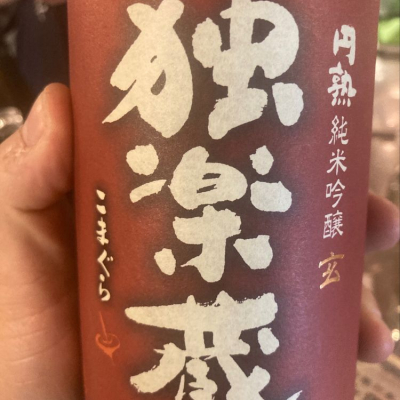 円熟純米吟醸 玄
独楽蔵
こまぐら